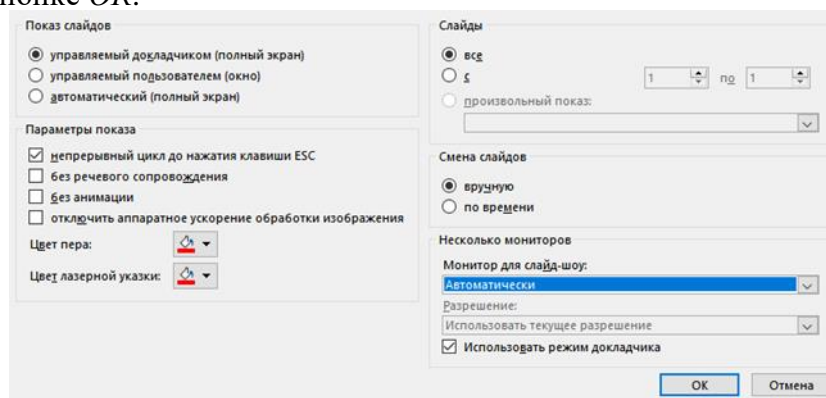 кнопке OK.
Показ слайдов
управляемый докладчиком (полный экран)
управляемый пользователем (окно)
автоматический (полный экран)
Параметры показа
непрерывный цикл до нажатия клавиши ESC
без речевого сопровождения
без анимации
отключить аппаратное ускорение обработки изображения
Цвет пера:
Цвет лазерной указки:
Слайды
все
с 1 по 1
произвольный показ:
Смена слайдов
вручную
по времени
Несколько мониторов
Монитор для слайд-шоу:
Автоматически
Разрешение:
Использовать текущее разрешение
Использовать режим докладчика
ОК Отмена